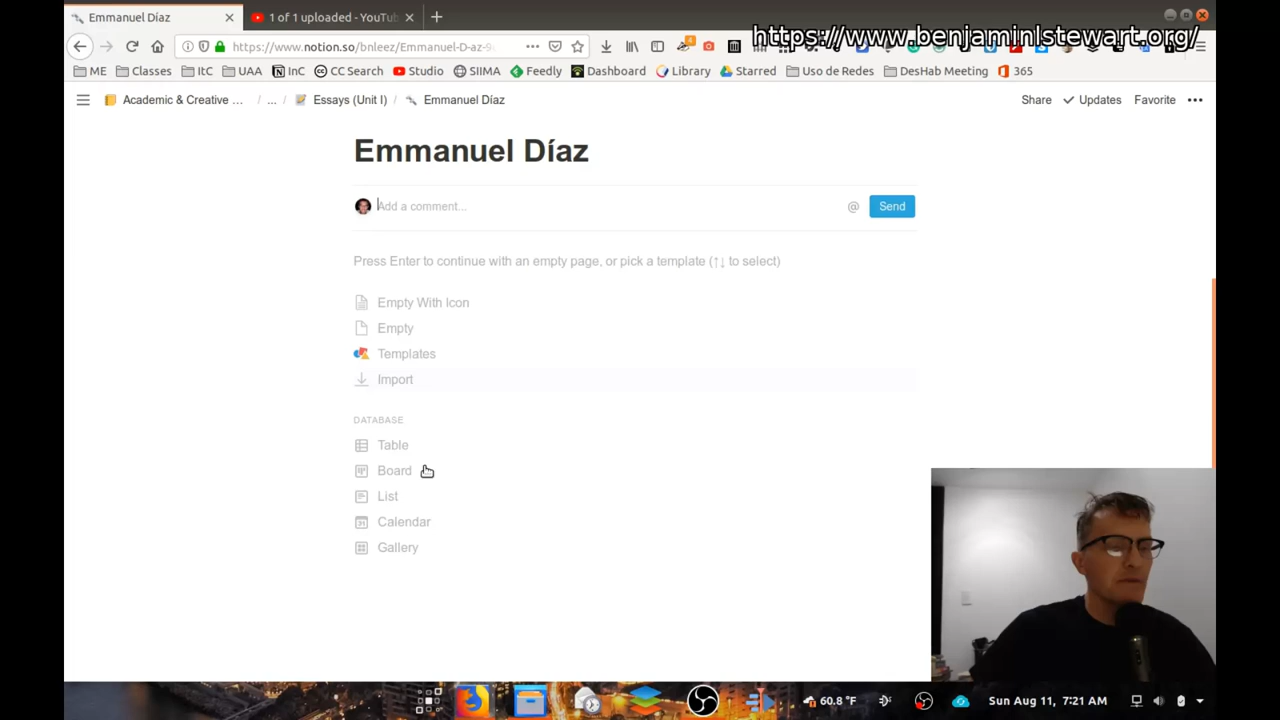 Emmanuel Díaz
1 of 1 uploaded - YouTu
https://www.benjaminlstewart.org/
https://www.notion.so/bnleez/Emmanuel-D-az-9
ME Classes ItC UAA InC CC Search Studio SIIMA Feedly Dashboard Library Starred Uso de Redes DesHab Meeting 365
Academic & Creative ... / ... / Essays (Unit I) / Emmanuel Díaz Share Updates Favorite
Emmanuel Díaz
Add a comment... @ Send
Press Enter to continue with an empty page, or pick a template (↑↓ to select)
Empty With Icon
Empty
Templates
Import
DATABASE
Table
Board
List
Calendar
Gallery
60.8 °F Sun Aug 11, 7:21 AM